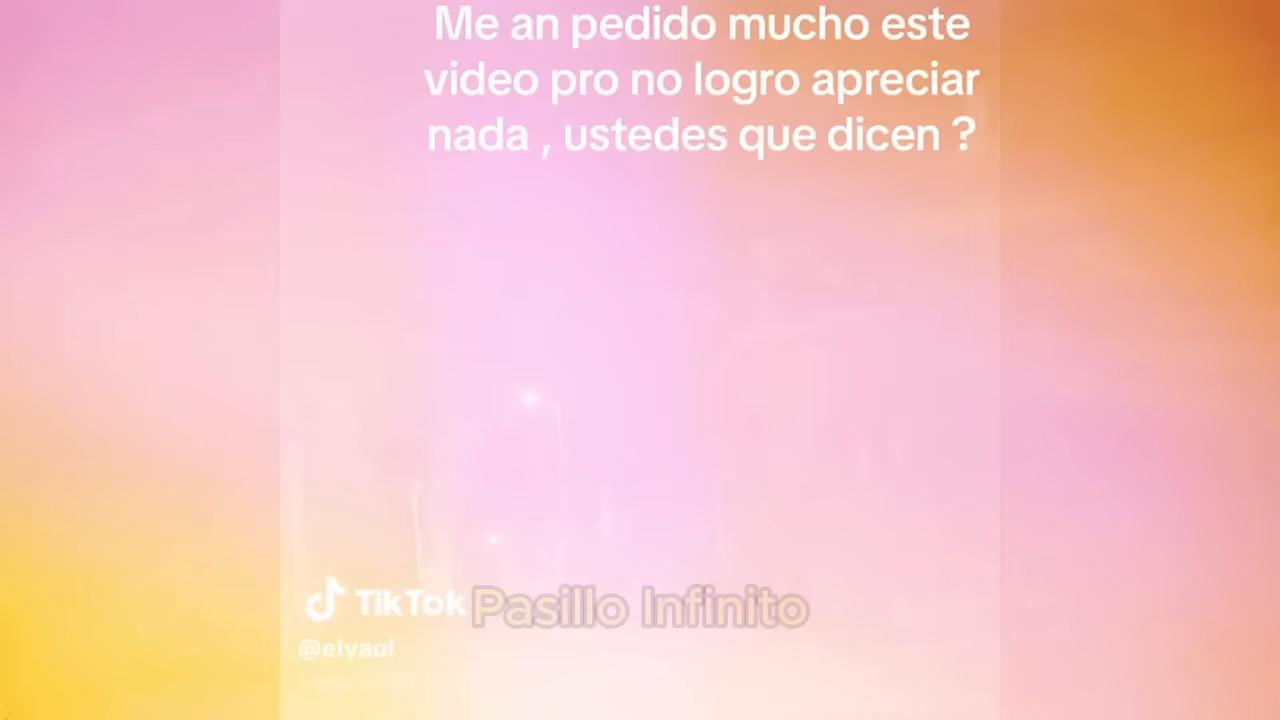 Me an pedido mucho este
video pro no logro apreciar
nada , ustedes que dicen ?
TikTok
Pasillo Infinito
@elyaol